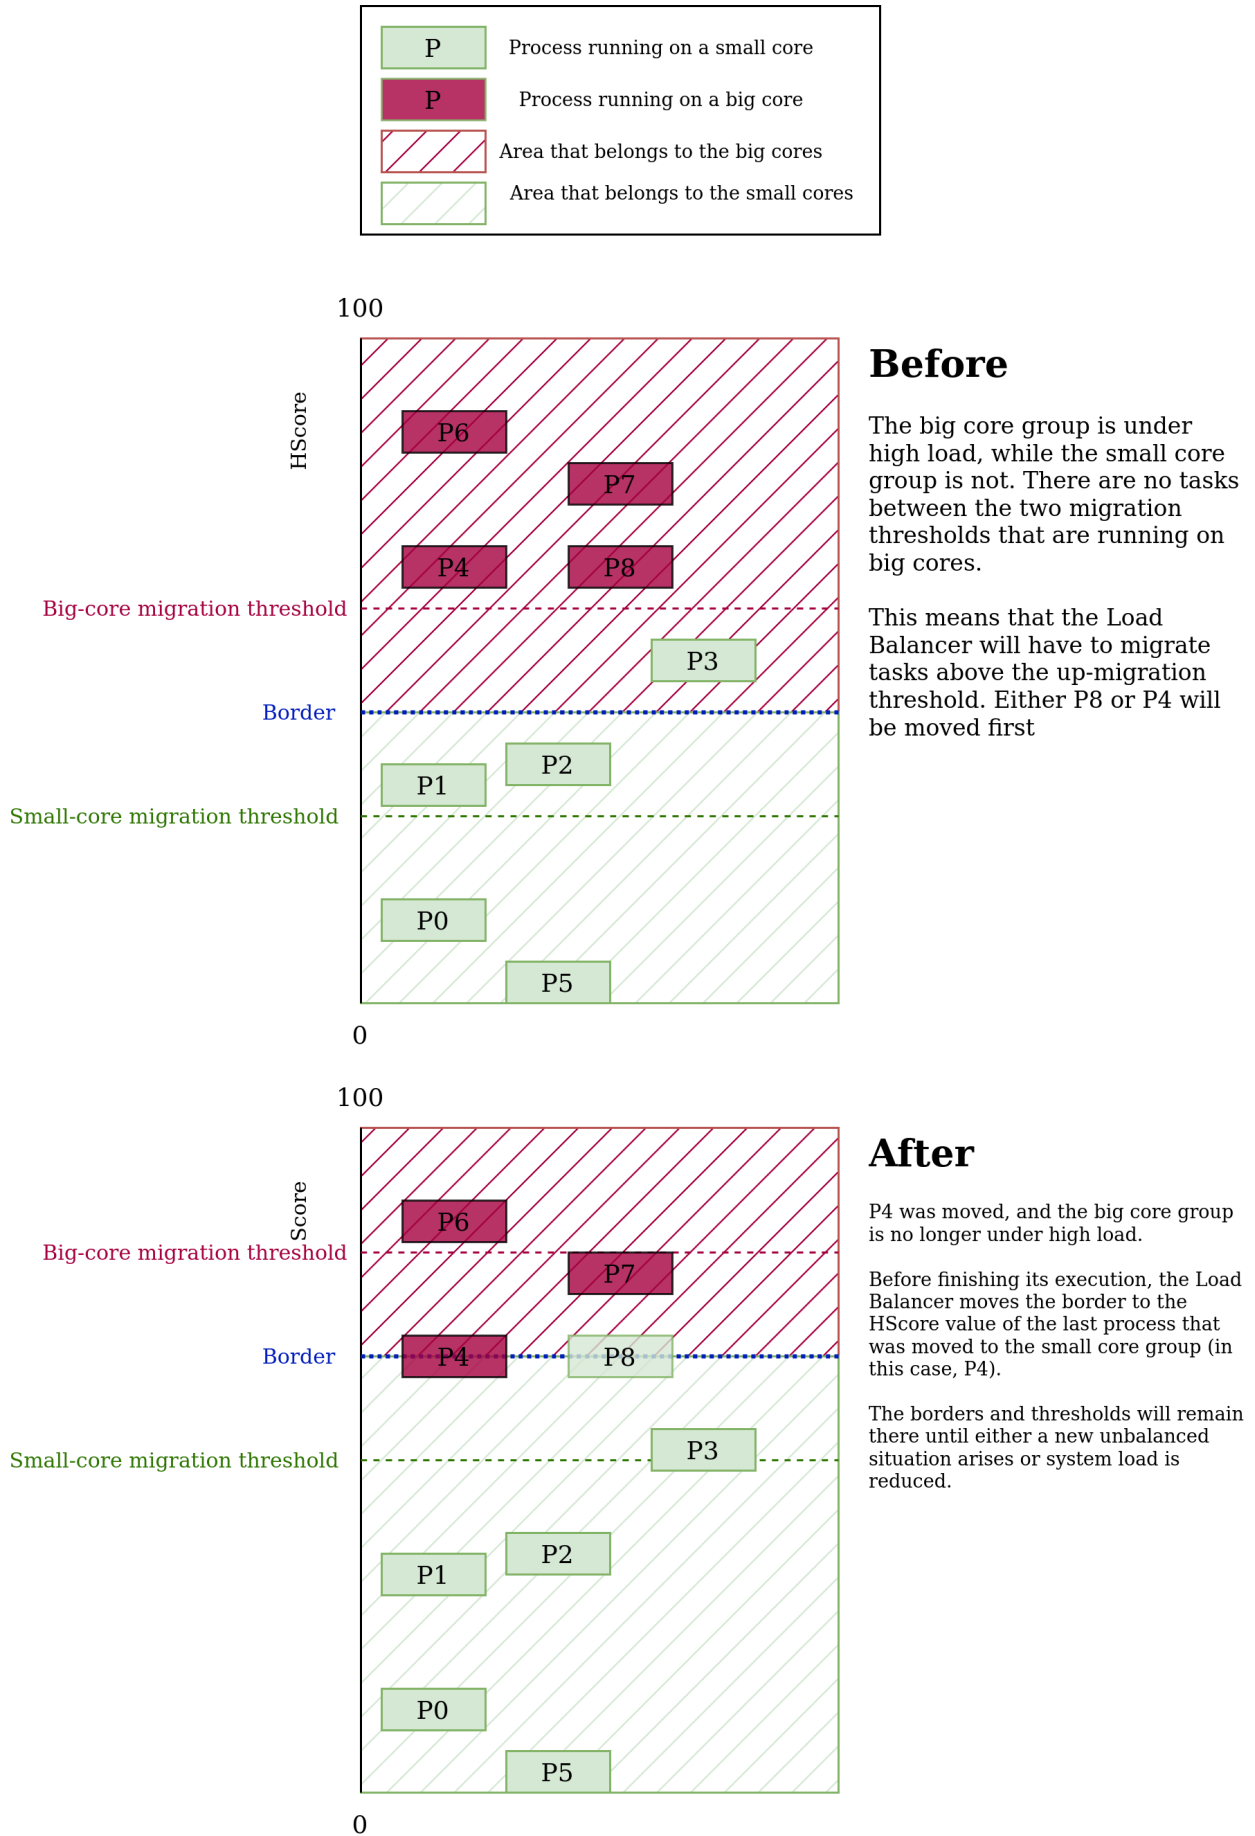 P
Process running on a small core
P
Process running on a big core
Area that belongs to the big cores
Area that belongs to the small cores
100
HScore
Before
The big core group is under
high load, while the small core
group is not. There are no tasks
between the two migration
thresholds that are running on
big cores.
This means that the Load
Balancer will have to migrate
tasks above the up-migration
threshold. Either P8 or P4 will
be moved first
P6
P7
P4
P8
Big-core migration threshold
P3
Border
P2
P1
Small-core migration threshold
P0
P5
0
100
Score
After
P4 was moved, and the big core group
is no longer under high load.
Before finishing its execution, the Load
Balancer moves the border to the
HScore value of the last process that
was moved to the small core group (in
this case, P4).
The borders and thresholds will remain
there until either a new unbalanced
situation arises or system load is
reduced.
P6
Big-core migration threshold
P7
Border
P4
P8
P3
Small-core migration threshold
P2
P1
P0
P5
0